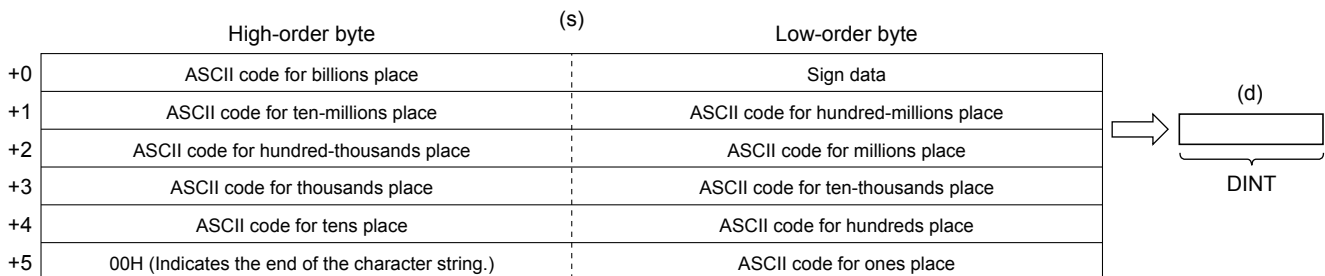 (s)
High-order byte Low-order byte
+0 ASCII code for billions place Sign data
+1 ASCII code for ten-millions place ASCII code for hundred-millions place
+2 ASCII code for hundred-thousands place ASCII code for millions place
+3 ASCII code for thousands place ASCII code for ten-thousands place
+4 ASCII code for tens place ASCII code for hundreds place
+5 00H (Indicates the end of the character string.) ASCII code for ones place
(d)
DINT